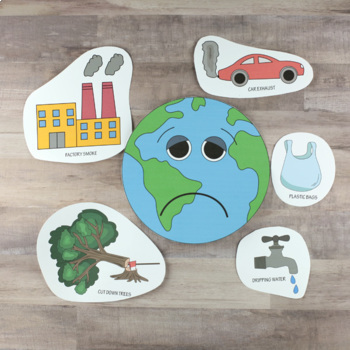 CAR EXHAUST
FACTORY SMOKE
PLASTIC BAGS
DRIPPING WATER
CUT DOWN TREES